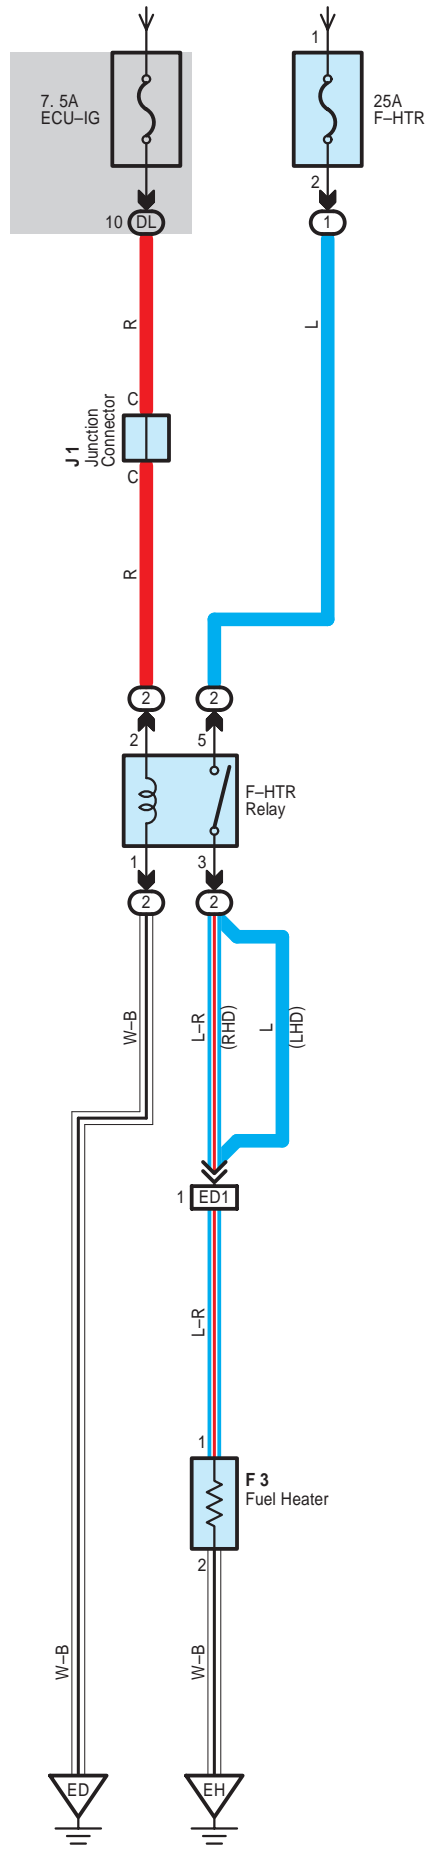 1
7. 5A
ECU–IG
25A
F–HTR
2
10
DL
1
R
L
C
J 1
Junction
Connector
C
R
2
2
2
5
F–HTR
Relay
1
3
2
2
W–B
L–R
(RHD)
L
(LHD)
1
ED1
L–R
1
F 3
Fuel Heater
2
W–B
W–B
ED
EH